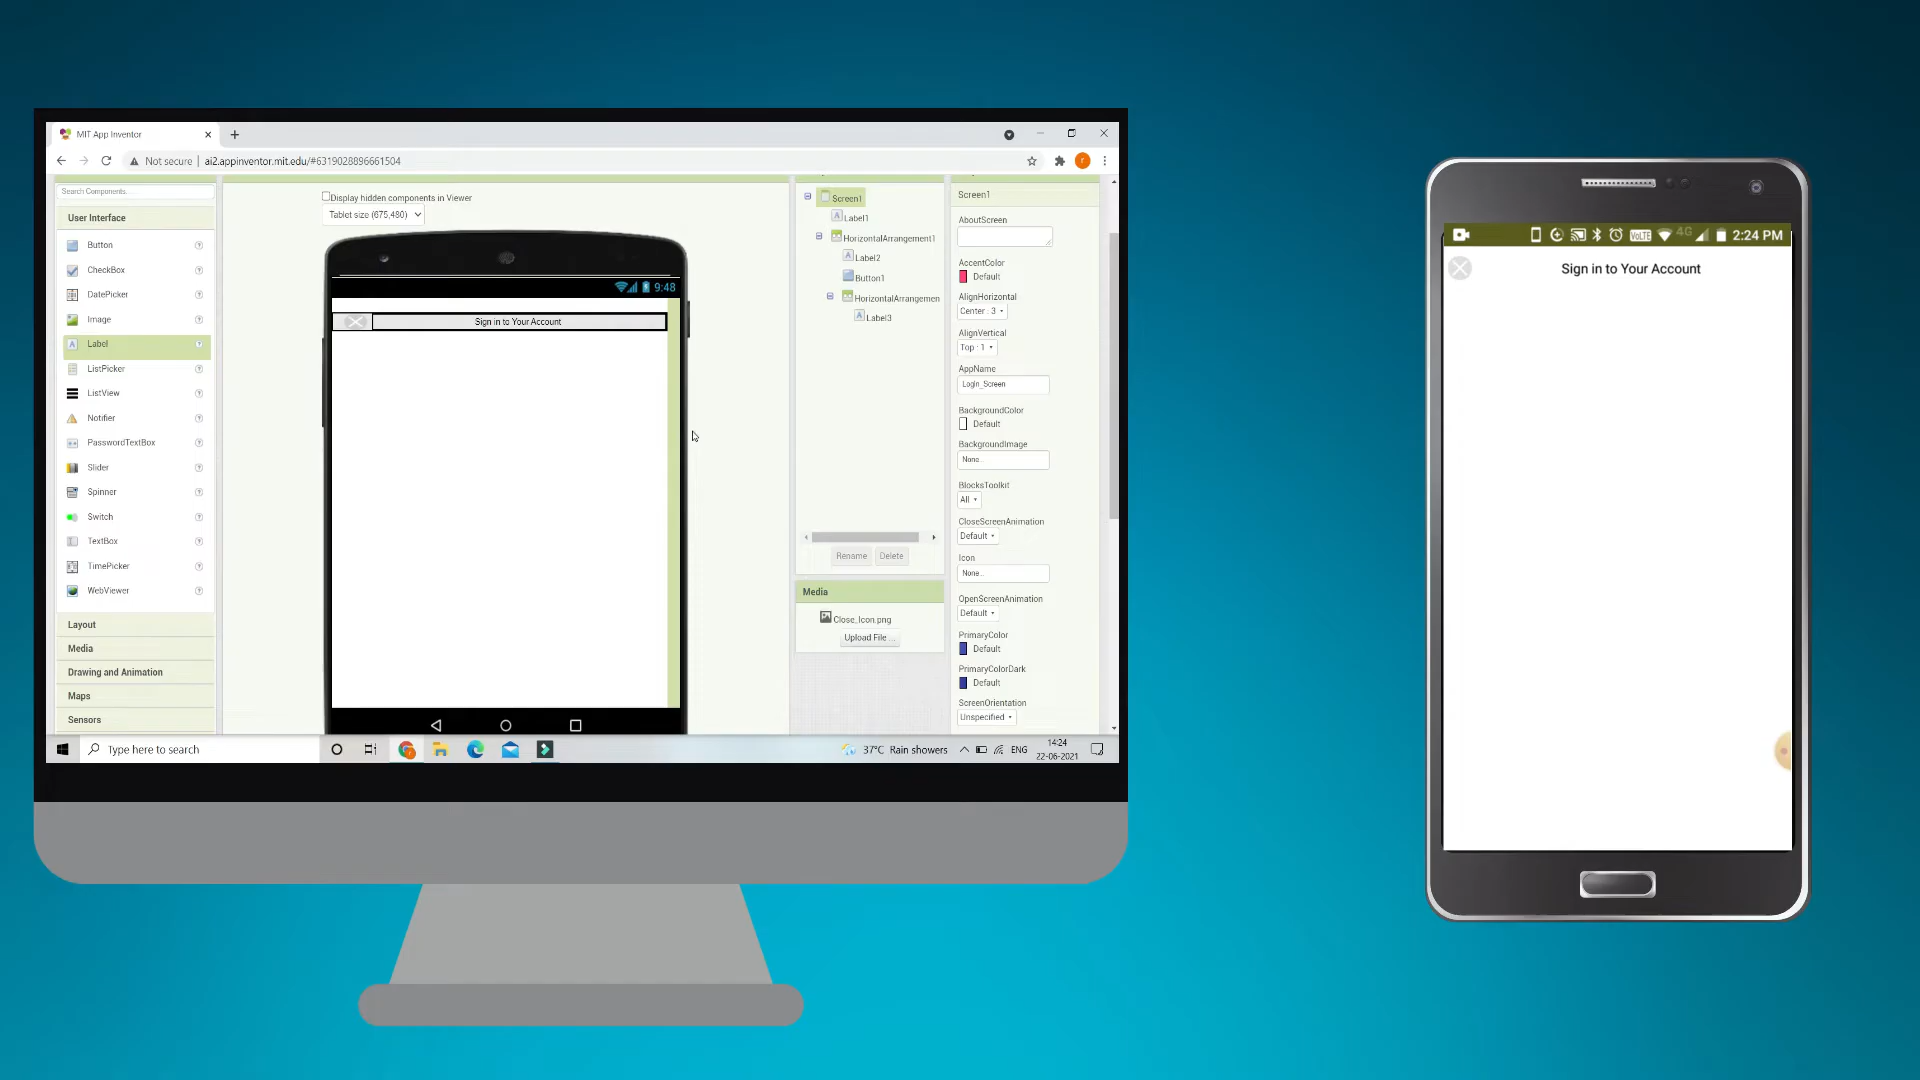 MIT App Inventor
Not secure | ai2.appinventor.mit.edu/#6319028896661504
Search Components.
User Interface
Button
CheckBox
DatePicker
Image
Label
ListPicker
ListView
Notifier
PasswordTextBox
Slider
Spinner
Switch
TextBox
TimePicker
WebViewer
Layout
Media
Drawing and Animation
Maps
Sensors
Display hidden components in Viewer
Tablet size (675,480)
9:48
Sign in to Your Account
Screen1
Label1
HorizontalArrangement1
Label2
Button1
HorizontalArrangemen
Label3
Rename
Delete
Media
Close_Icon.png
Upload File ...
Screen1
AboutScreen
AccentColor
Default
AlignHorizontal
Center : 3
AlignVertical
Top : 1
AppName
Login_Screen
BackgroundColor
Default
BackgroundImage
None...
BlocksToolkit
All
CloseScreenAnimation
Default
Icon
None...
OpenScreenAnimation
Default
PrimaryColor
Default
PrimaryColorDark
Default
ScreenOrientation
Unspecified
Type here to search
37°C Rain showers
ENG
14:24
22-06-2021
VoLTE
4G
2:24 PM
Sign in to Your Account